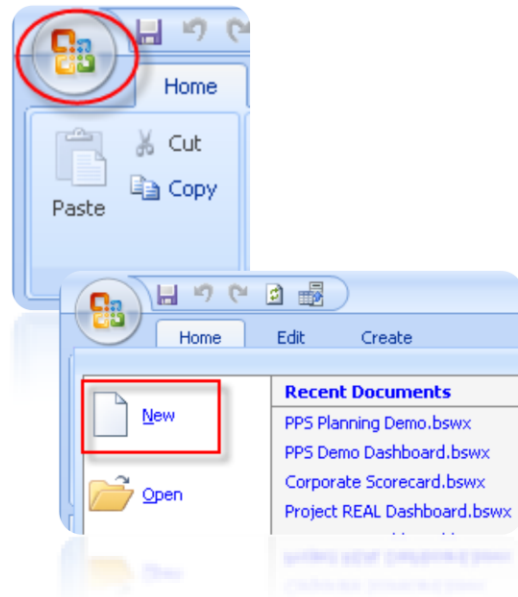 Home
Cut
Copy
Paste
Home Edit Create
New
Open
Recent Documents
PPS Planning Demo.bswx
PPS Demo Dashboard.bswx
Corporate Scorecard.bswx
Project REAL Dashboard.bswx